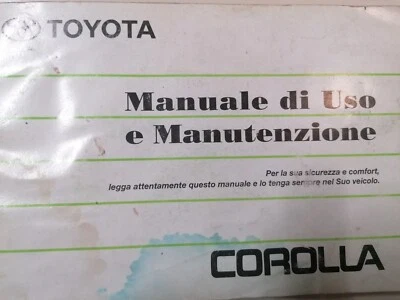 TOYOTA
Manuale di Uso
e Manutenzione
Per la sua sicurezza e comfort,
legga attentamente questo manuale e lo tenga sempre nel Suo veicolo.
COROLLA